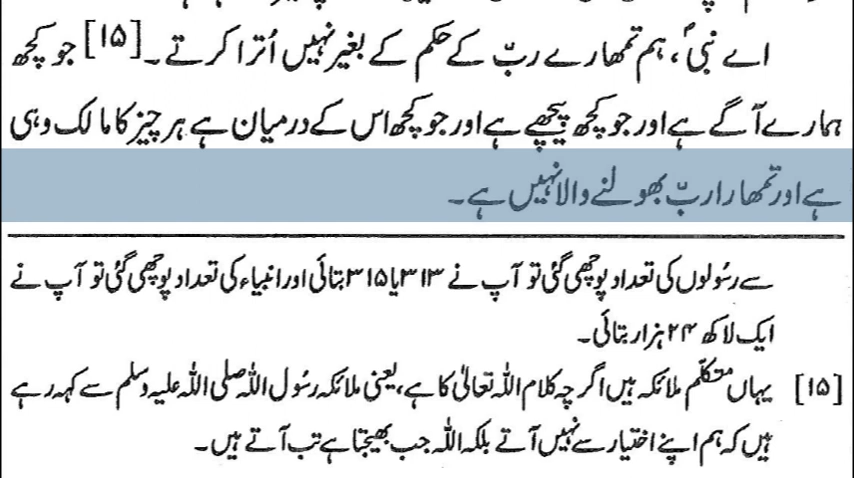 اے نبیؐ، ہم تمھارے ربّ کے حکم کے بغیر نہیں اُترا کرتے۔[۱۵] جو کچھ
ہمارے آگے ہے اور جو کچھ پیچھے ہے اور جو کچھ اس کے درمیان ہے ہر چیز کا مالک وہی
ہے اور تمھارا ربّ بھولنے والا نہیں ہے۔
سے رسُولوں کی تعداد پوچھی گئی تو آپ نے ۳۱۳ یا ۳۱۵ بتائی اور انبیاء کی تعداد پوچھی گئی تو آپ نے
ایک لاکھ ۲۴ ہزار بتائی۔
[۱۵] یہاں متکلّم ملائکہ ہیں اگرچہ کلام اللہ تعالیٰ کا ہے، یعنی ملائکہ رسُول اللہ صلی اللہ علیہ وسلم سے کہہ رہے
ہیں کہ ہم اپنے اختیار سے نہیں آتے بلکہ اللہ جب بھیجتا ہے تب آتے ہیں۔